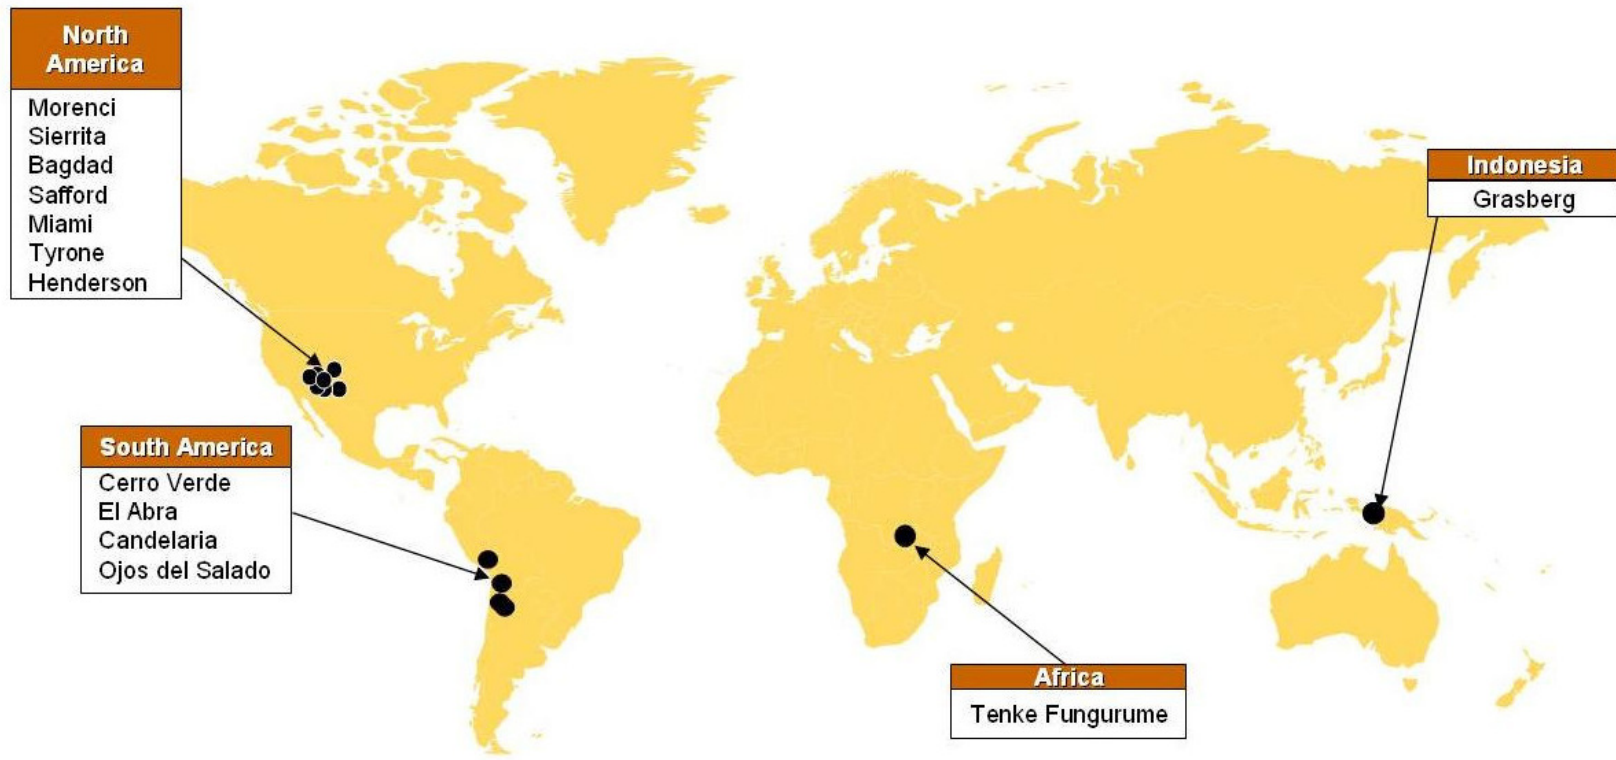 North
America
Morenci
Sierrita
Bagdad
Safford
Miami
Tyrone
Henderson
South America
Cerro Verde
El Abra
Candelaria
Ojos del Salado
Indonesia
Grasberg
Africa
Tenke Fungurume